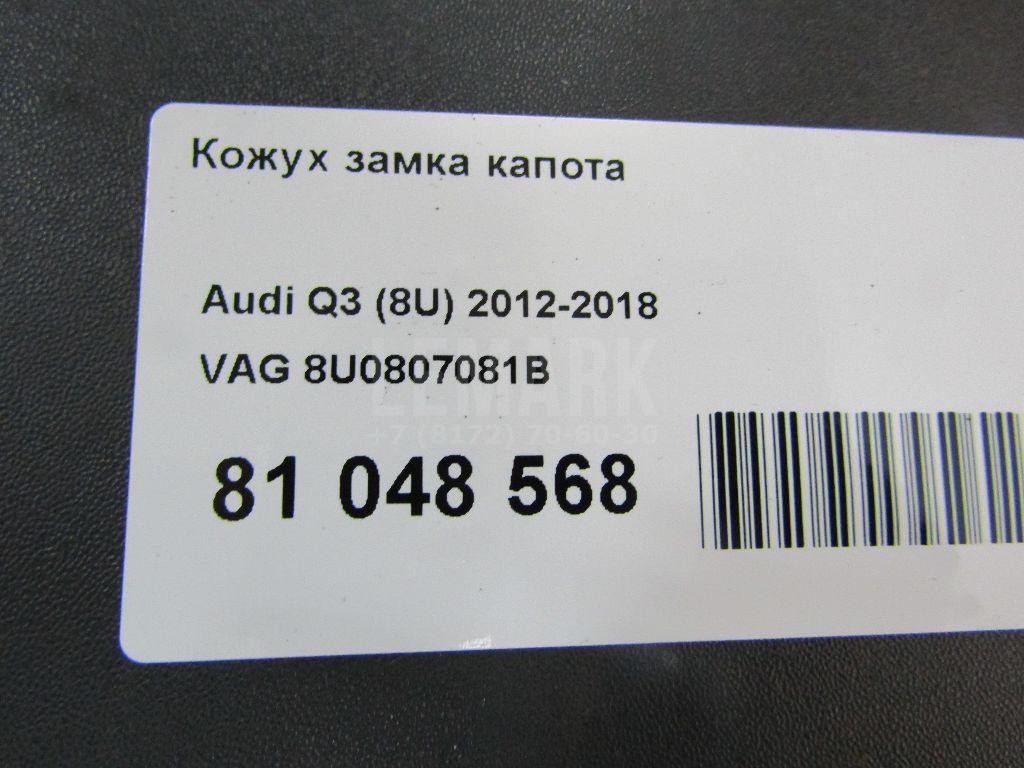 Кожух замка капота
Audi Q3 (8U) 2012-2018
VAG 8U0807081B
LEMARK
+7 (8172) 70-60-30
81 048 568